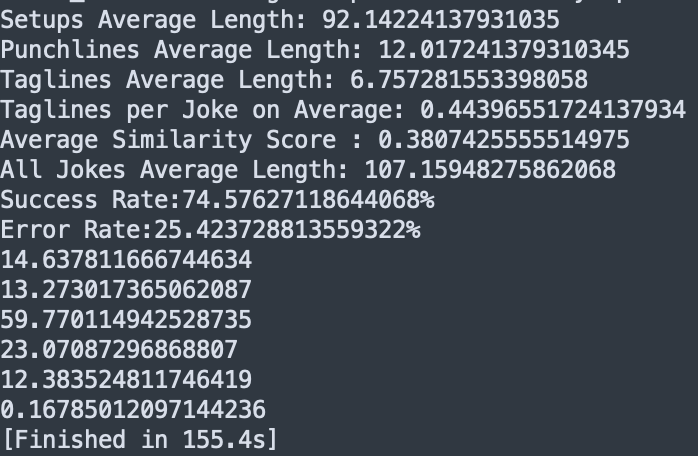 Setups Average Length: 92.14224137931035
Punchlines Average Length: 12.017241379310345
Taglines Average Length: 6.757281553398058
Taglines per Joke on Average: 0.44396551724137934
Average Similarity Score : 0.3807425555514975
All Jokes Average Length: 107.15948275862068
Success Rate:74.57627118644068%
Error Rate:25.423728813559322%
14.637811666744634
13.273017365062087
59.770114942528735
23.07087296868807
12.383524811746419
0.16785012097144236
[Finished in 155.4s]